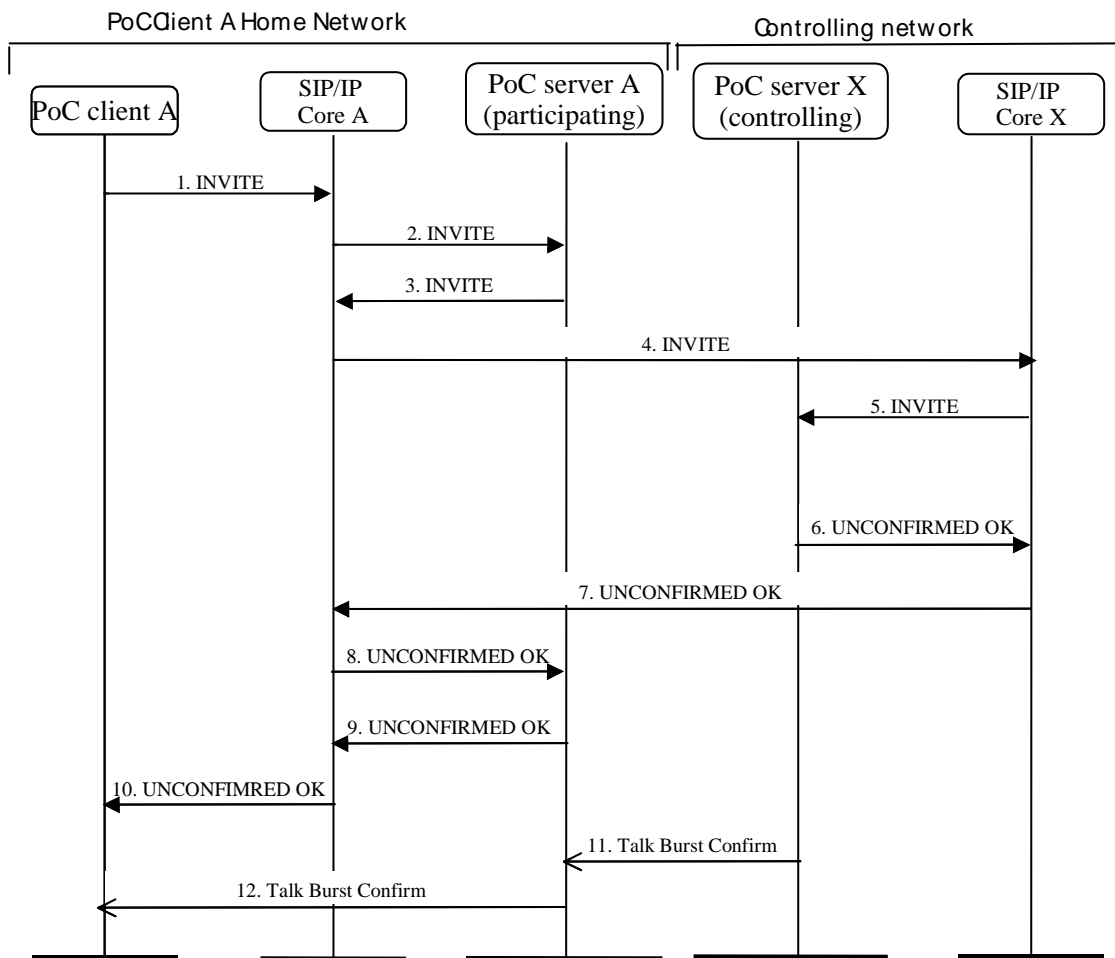 PoCClient A Home Network
Controlling network
PoC client A
SIP/IP
Core A
PoC server A
(participating)
PoC server X
(controlling)
SIP/IP
Core X
1. INVITE
2. INVITE
3. INVITE
4. INVITE
5. INVITE
6. UNCONFIRMED OK
7. UNCONFIRMED OK
8. UNCONFIRMED OK
9. UNCONFIRMED OK
10. UNCONFIMRED OK
11. Talk Burst Confirm
12. Talk Burst Confirm